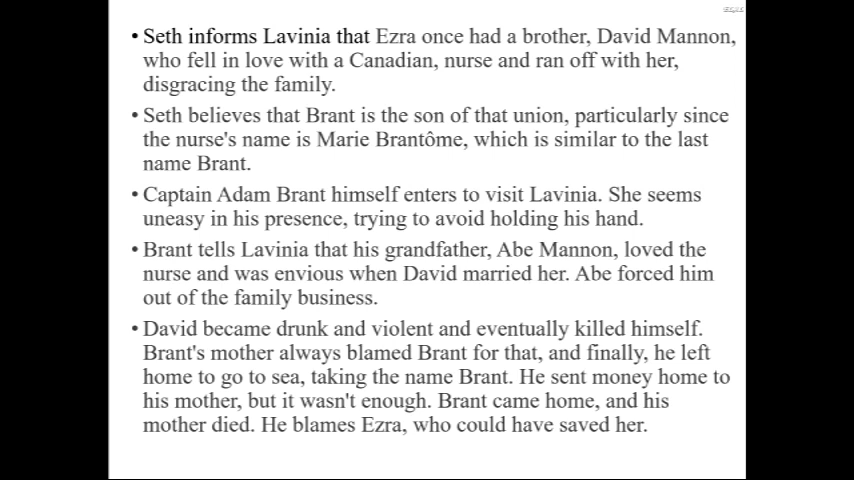 • Seth informs Lavinia that Ezra once had a brother, David Mannon,
who fell in love with a Canadian, nurse and ran off with her,
disgracing the family.
• Seth believes that Brant is the son of that union, particularly since
the nurse's name is Marie Brantôme, which is similar to the last
name Brant.
• Captain Adam Brant himself enters to visit Lavinia. She seems
uneasy in his presence, trying to avoid holding his hand.
• Brant tells Lavinia that his grandfather, Abe Mannon, loved the
nurse and was envious when David married her. Abe forced him
out of the family business.
• David became drunk and violent and eventually killed himself.
Brant's mother always blamed Brant for that, and finally, he left
home to go to sea, taking the name Brant. He sent money home to
his mother, but it wasn't enough. Brant came home, and his
mother died. He blames Ezra, who could have saved her.